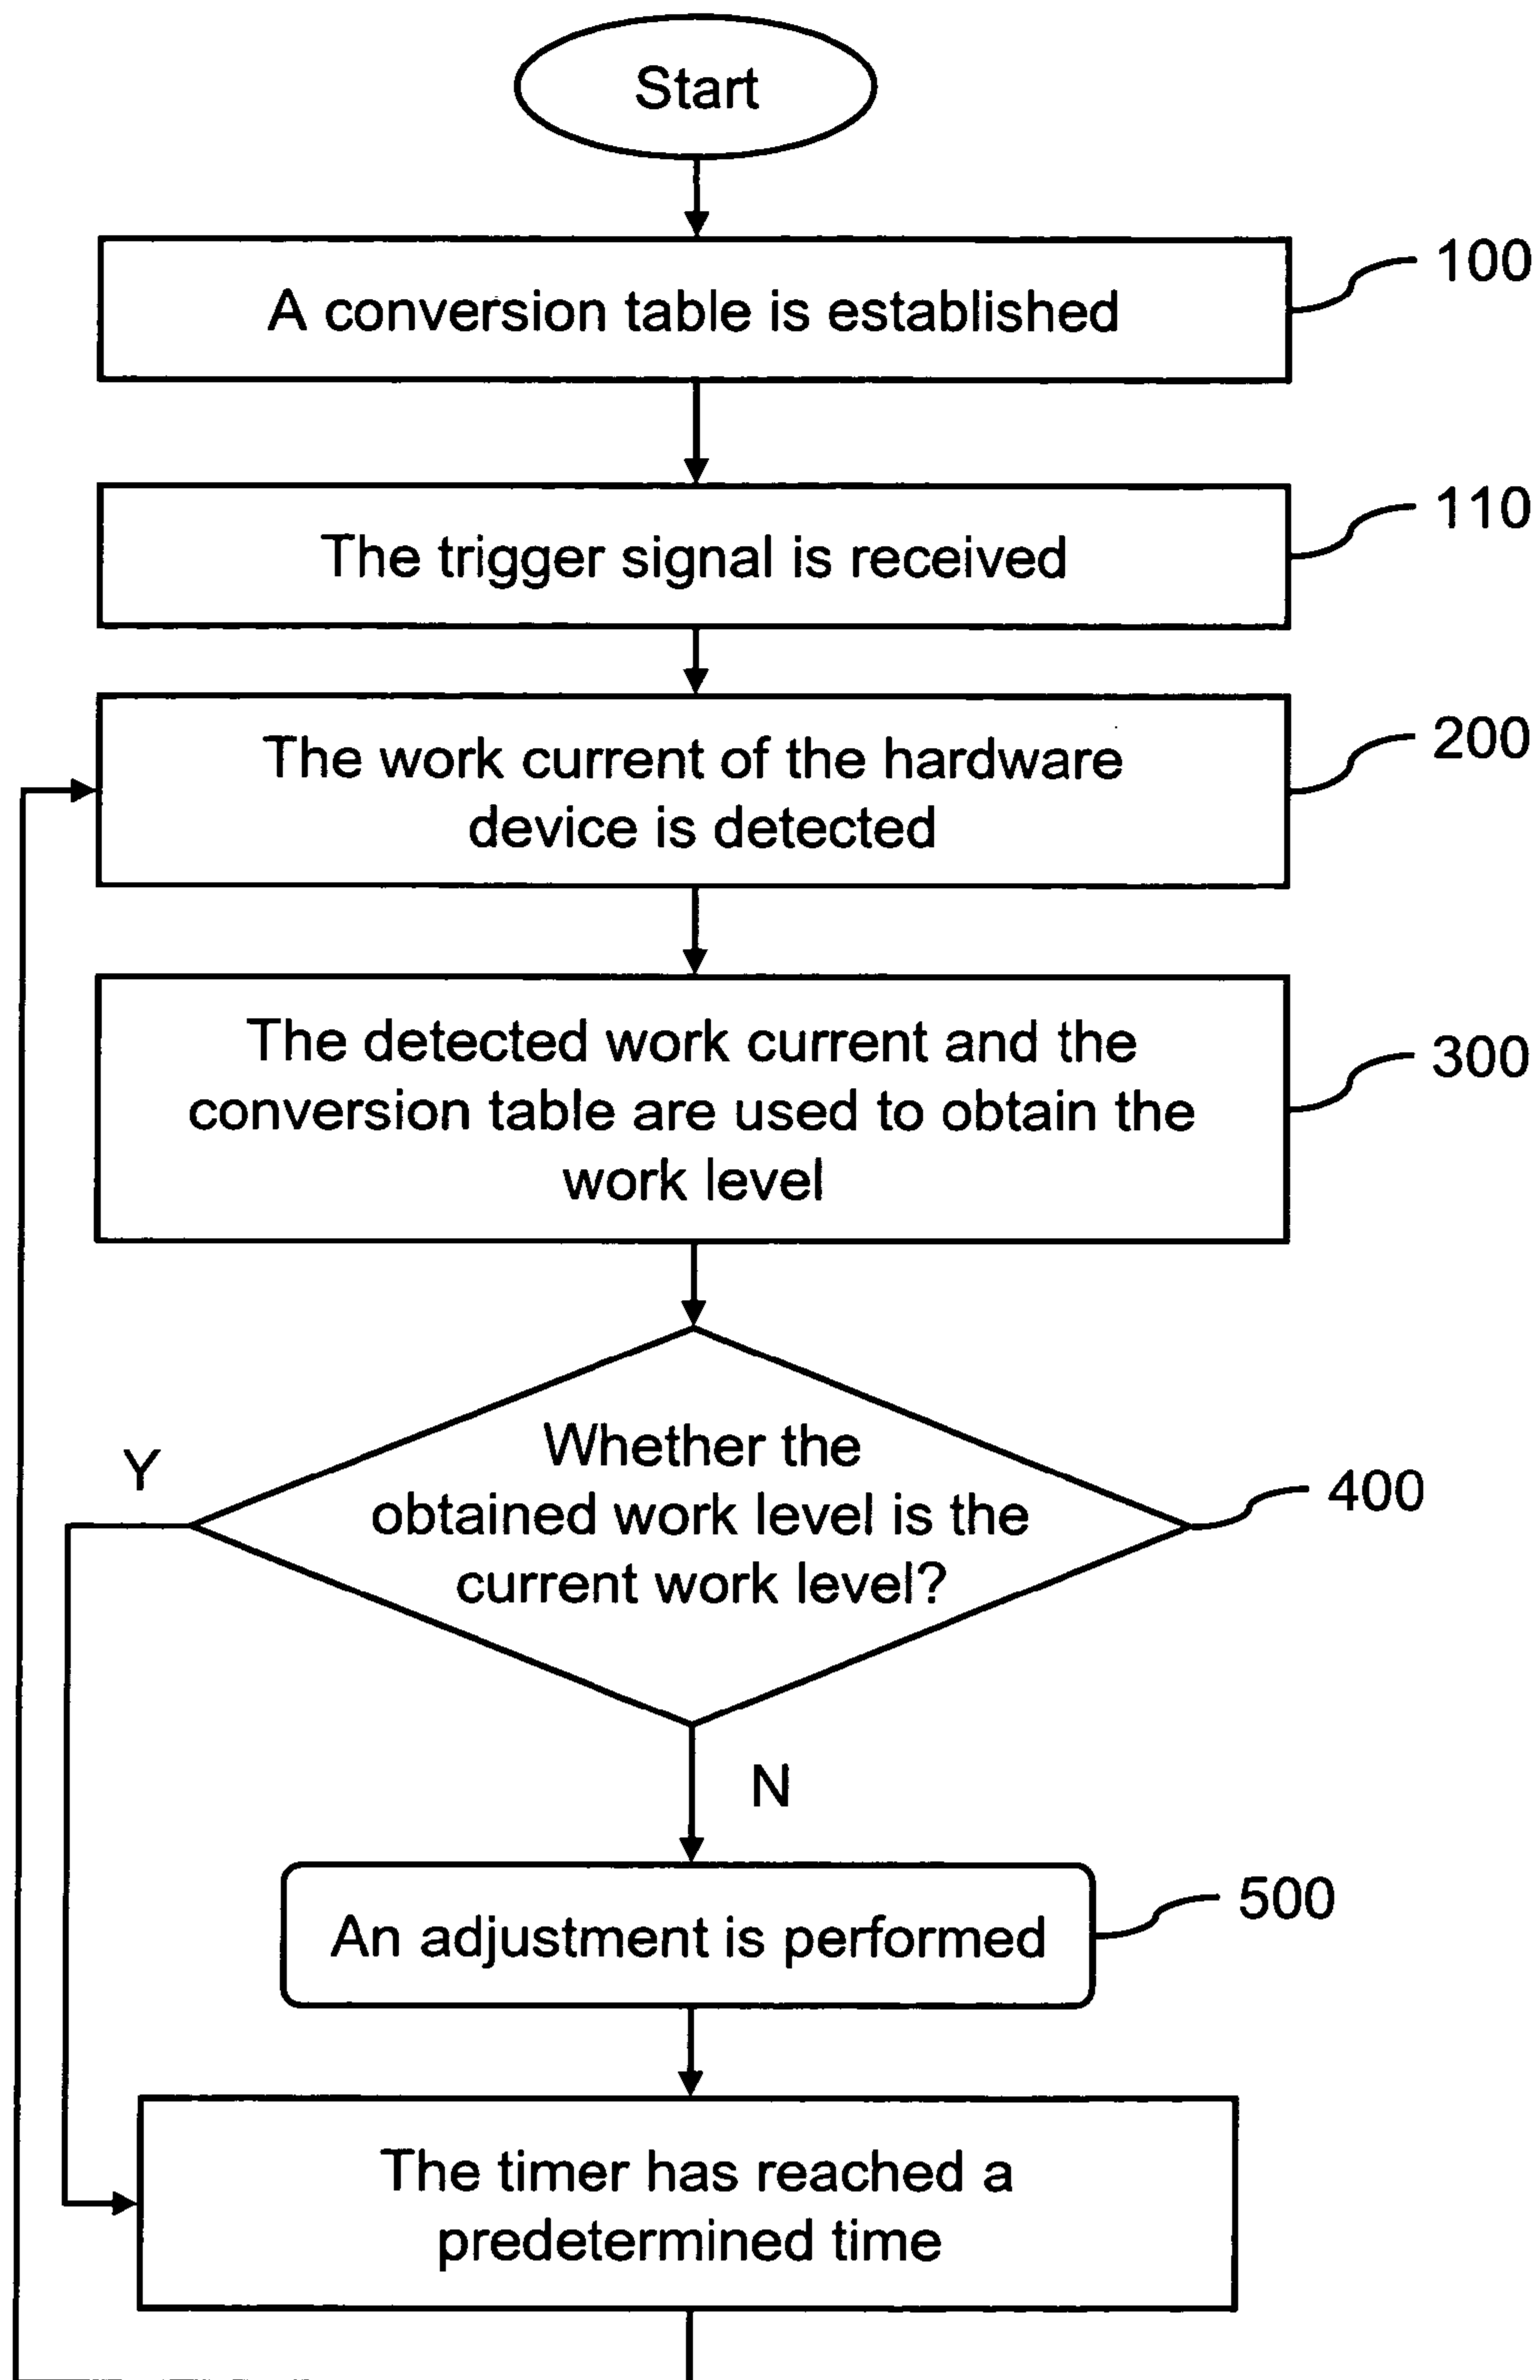 Start
A conversion table is established
100
The trigger signal is received
110
The work current of the hardware
device is detected
200
The detected work current and the
conversion table are used to obtain the
work level
300
Whether the
obtained work level is the
current work level?
400
Y
N
An adjustment is performed
500
The timer has reached a
predetermined time